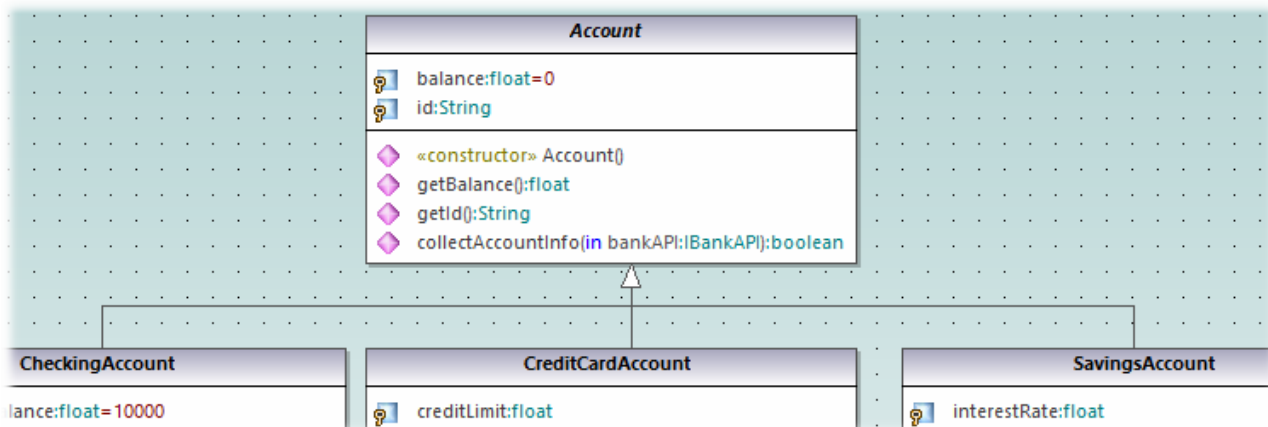 Account
balance:float=0
id:String
«constructor» Account()
getBalance():float
getId():String
collectAccountInfo(in bankAPI:IBankAPI):boolean
CheckingAccount
CreditCardAccount
SavingsAccount
lance:float=10000
creditLimit:float
interestRate:float